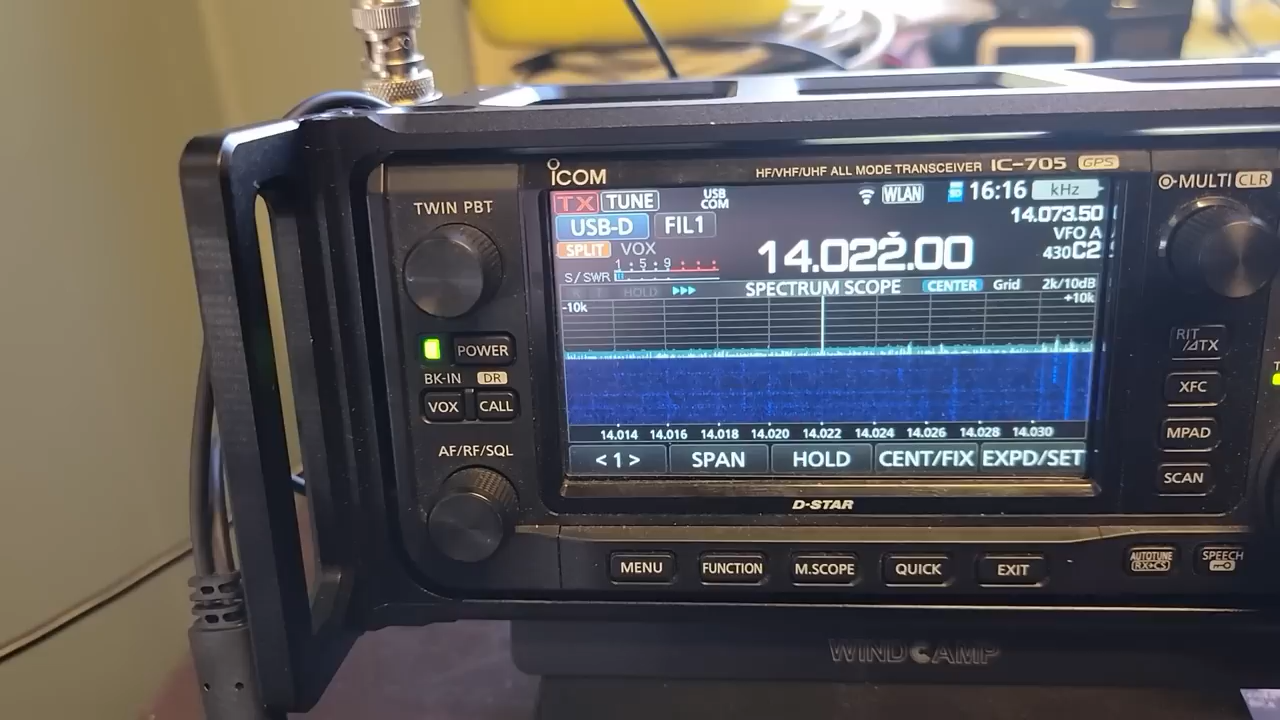 ICOM
HF/VHF/UHF ALL MODE TRANSCEIVER IC-705 GPS
TWIN PBT
MULTI CLR
TX TUNE USB COM WLAN 16:16 kHz
USB-D FIL1 14.073.50
VFO A
SPLIT VOX 14.022.00 430 C2
1 5 9
S/SWR
HOLD SPECTRUM SCOPE CENTER Grid 2k/10dB
-10k +10k
POWER
BK-IN DR
VOX CALL
AF/RF/SQL
14.014 14.016 14.018 14.020 14.022 14.024 14.026 14.028 14.030
< 1 > SPAN HOLD CENT/FIX EXPD/SET
RIT
/⊿TX
XFC
MPAD
SCAN
D-STAR
MENU FUNCTION M.SCOPE QUICK EXIT
AUTOTUNE
RX→CS
SPEECH
WINDCAMP